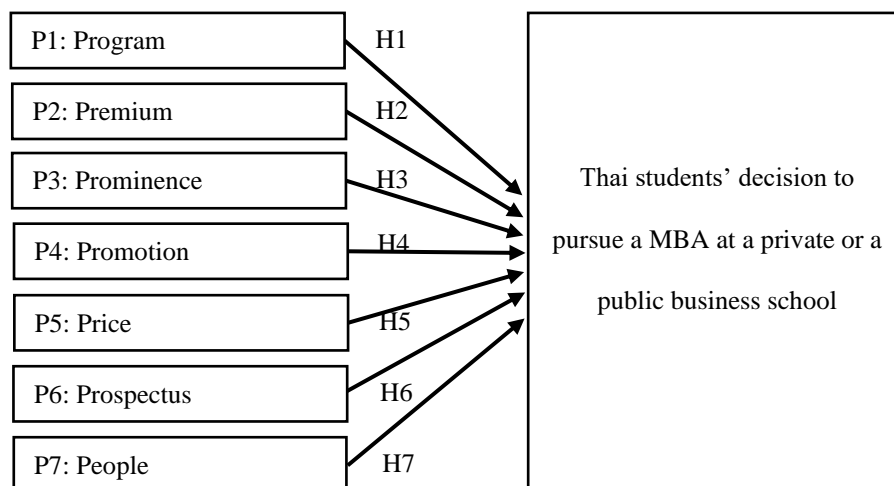 P1: Program
H1
P2: Premium
H2
P3: Prominence
H3
P4: Promotion
H4
P5: Price
H5
P6: Prospectus
H6
P7: People
H7
Thai students’ decision to
pursue a MBA at a private or a
public business school